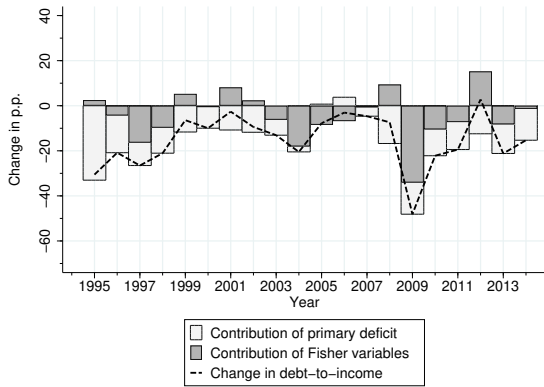 Change in p.p.
40
20
0
−20
−40
−60
1995 1997 1999 2001 2003 2005 2007 2009 2011 2013
Year
Contribution of primary deficit
Contribution of Fisher variables
Change in debt−to−income